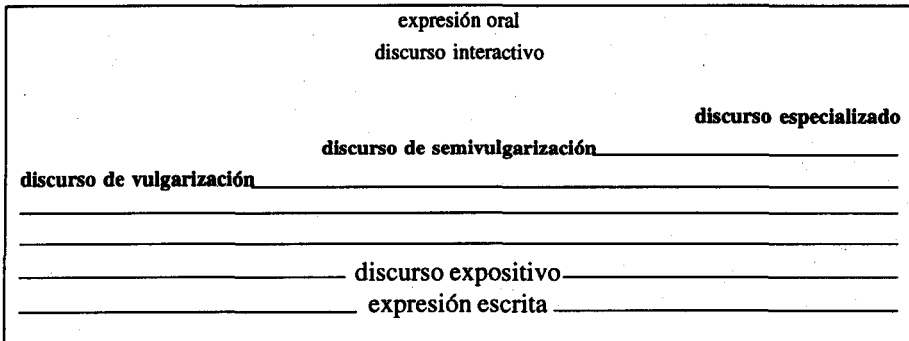 expresión oral
discurso interactivo
discurso especializado
discurso de semivulgarización
discurso de vulgarización
discurso expositivo
expresión escrita